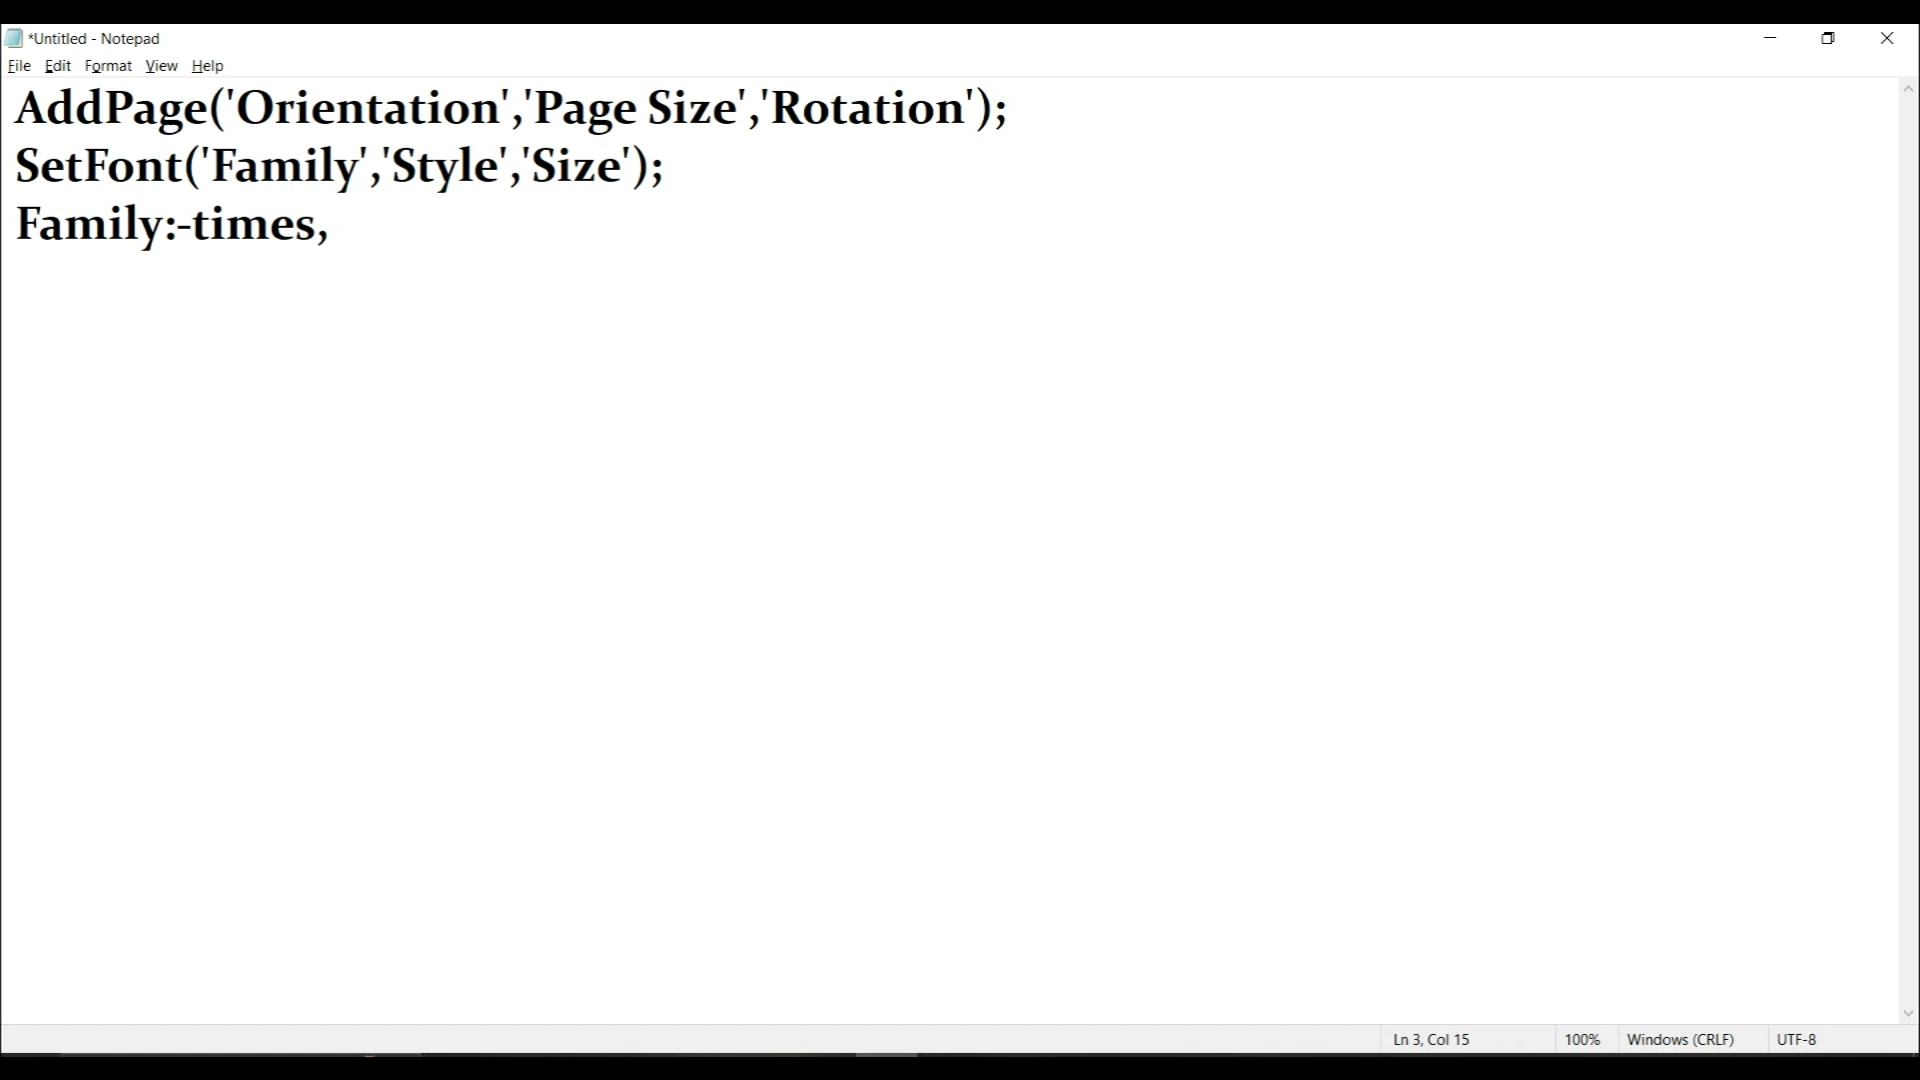 *Untitled - Notepad
File Edit Format View Help
AddPage('Orientation','Page Size','Rotation');
SetFont('Family','Style','Size');
Family:-times,
Ln 3, Col 15 100% Windows (CRLF) UTF-8